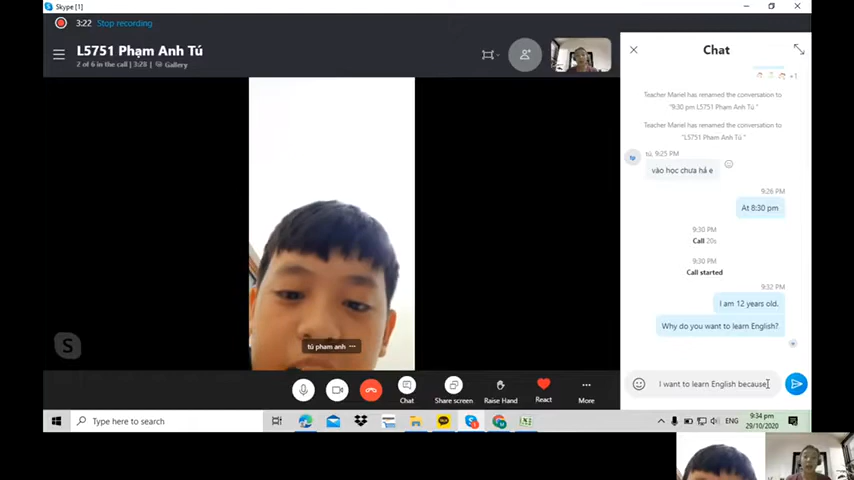 Skype [1]
3:22 Stop recording
L5751 Phạm Anh Tú
2 of 6 in the call | 3:28 | Gallery
Chat
+1
Teacher Mariel has renamed the conversation to
"9:30 pm L5751 Phạm Anh Tú "
Teacher Mariel has renamed the conversation to
"L5751 Phạm Anh Tú."
tú, 9:25 PM
tp
vào học chưa hả e
9:26 PM
At 8:30 pm
9:30 PM
Call 20s
9:30 PM
Call started
9:32 PM
I am 12 years old.
Why do you want to learn English?
I want to learn English because
tú pham anh
Chat
Share screen
Raise Hand
React
More
Type here to search
ENG
9:34 pm
29/10/2020